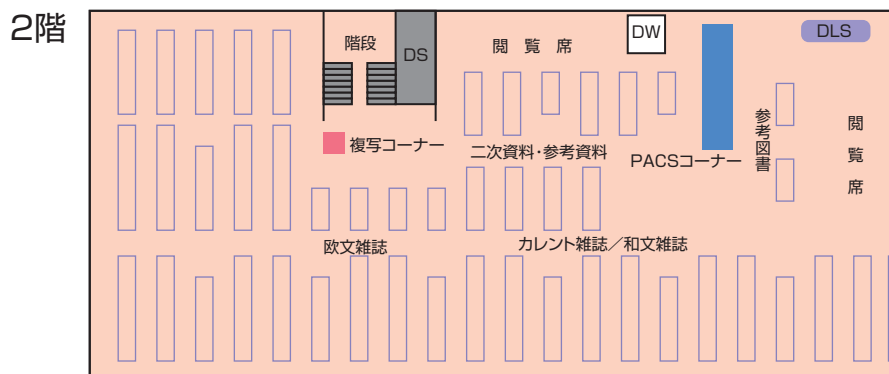 2階
階段
DS
閲覧席
DW
DLS
複写コーナー
二次資料・参考資料
PACSコーナー
参考図書
閲覧席
欧文雑誌
カレント雑誌／和文雑誌